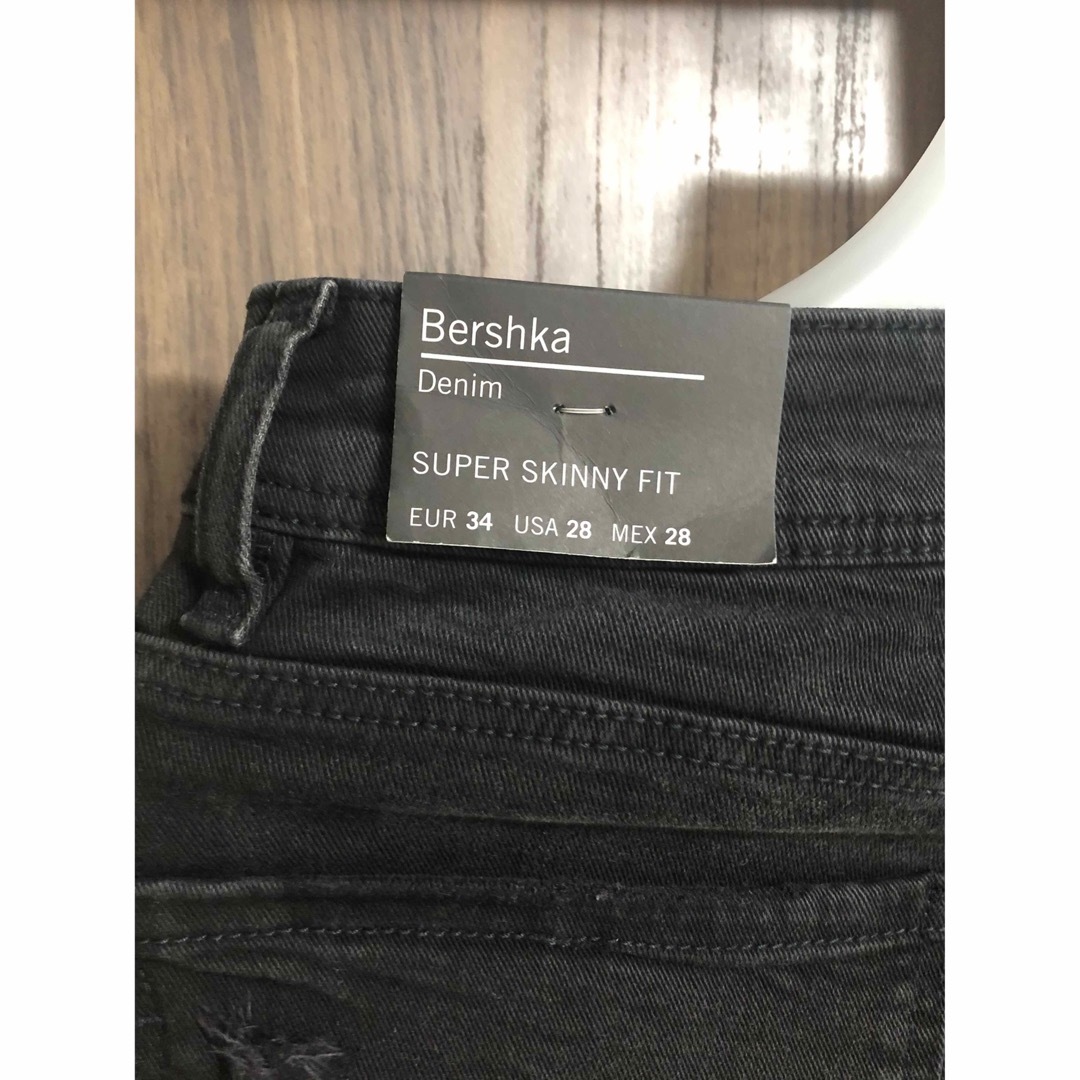 Bershka
Denim
SUPER SKINNY FIT
EUR 34 USA 28 MEX 28